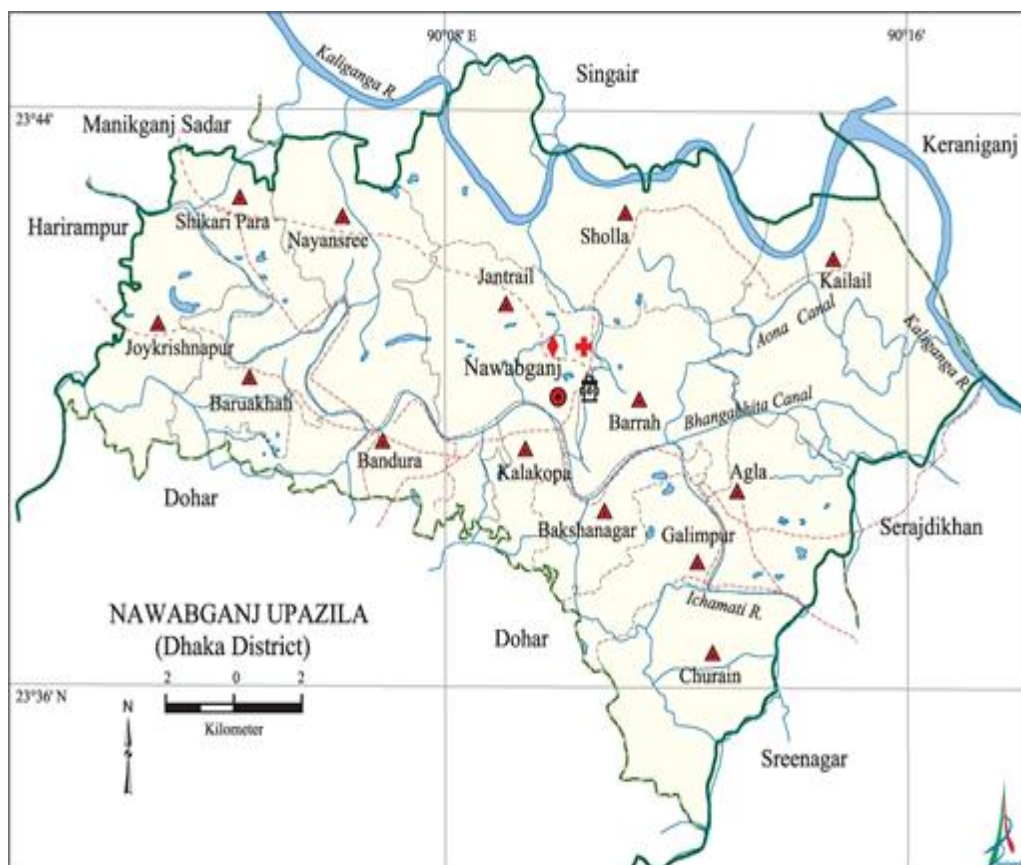 90°08' E
90°16'
Kaliganga R.
Singair
23°44'
Manikganj Sadar
Keraniganj
Harirampur
Shikari Para
Nayansree
Sholla
Kailail
Jantrail
Aona Canal
Kaliganga R.
Joykrishnapur
Nawabganj
Baruakhali
Barrah
Bhangabhita Canal
Bandura
Kalakopa
Agla
Dohar
Bakshanagar
Serajdikhan
Galimpur
Ichamati R.
NAWABGANJ UPAZILA
(Dhaka District)
Dohar
Churain
2 0 2
23°36' N
Kilometer
N
Sreenagar